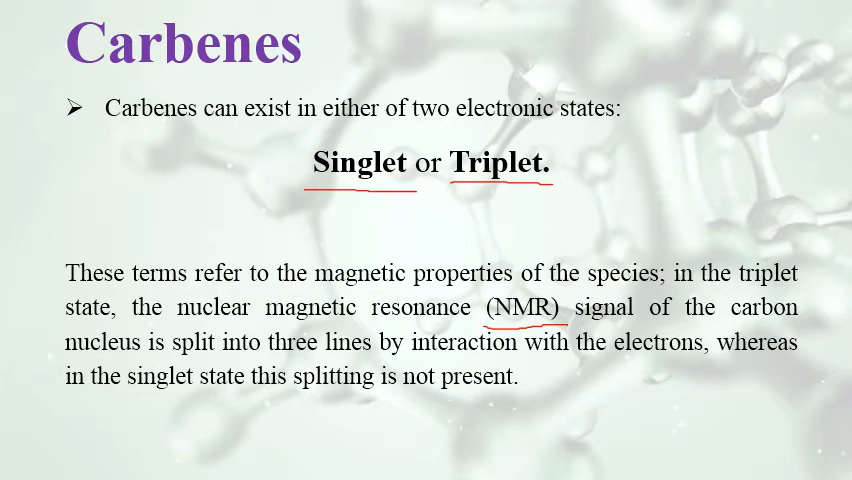 Carbenes
➢ Carbenes can exist in either of two electronic states:
Singlet or Triplet.
These terms refer to the magnetic properties of the species; in the triplet
state, the nuclear magnetic resonance (NMR) signal of the carbon
nucleus is split into three lines by interaction with the electrons, whereas
in the singlet state this splitting is not present.